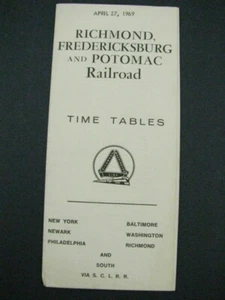 APRIL 27, 1969
RICHMOND,
FREDERICKSBURG
AND POTOMAC
Railroad
TIME TABLES
NEW YORK
NEWARK
PHILADELPHIA
BALTIMORE
WASHINGTON
RICHMOND
AND
SOUTH
VIA S. C. L. R. R.